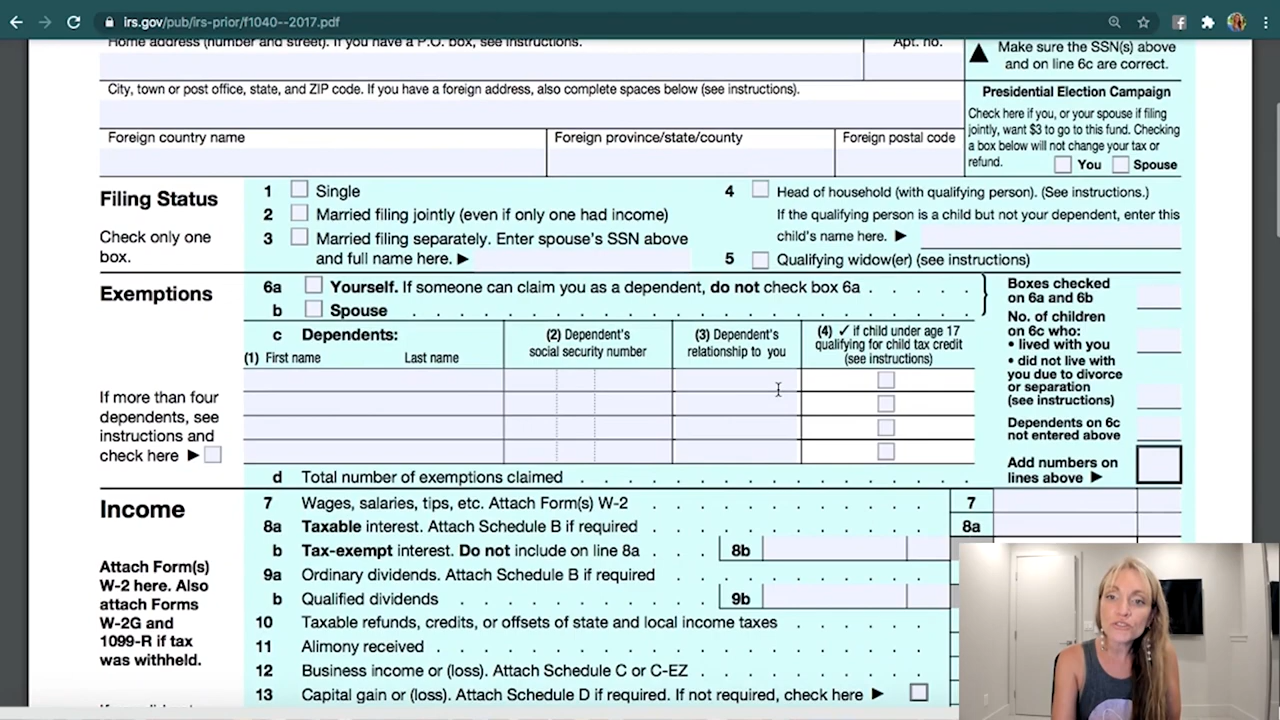 irs.gov/pub/irs-prior/f1040--2017.pdf
Home address (number and street). If you have a P.O. box, see instructions.
Apt. no.
Make sure the SSN(s) above
and on line 6c are correct.
City, town or post office, state, and ZIP code. If you have a foreign address, also complete spaces below (see instructions).
Presidential Election Campaign
Check here if you, or your spouse if filing
jointly, want $3 to go to this fund. Checking
a box below will not change your tax or
refund.
You
Spouse
Foreign country name
Foreign province/state/county
Foreign postal code
Filing Status
Check only one
box.
1 Single
2 Married filing jointly (even if only one had income)
3 Married filing separately. Enter spouse's SSN above
and full name here. ▶
4 Head of household (with qualifying person). (See instructions.)
If the qualifying person is a child but not your dependent, enter this
child's name here. ▶
5 Qualifying widow(er) (see instructions)
Exemptions
6a Yourself. If someone can claim you as a dependent, do not check box 6a . . . . .
b Spouse . . . . . . . . . . . . . . . . . . . . . .
c Dependents:
(1) First name Last name
(2) Dependent's
social security number
(3) Dependent's
relationship to you
(4) ✓ if child under age 17
qualifying for child tax credit
(see instructions)
If more than four
dependents, see
instructions and
check here ▶
d Total number of exemptions claimed . . . . . . . . . . . . . . . . .
Boxes checked
on 6a and 6b
No. of children
on 6c who:
• lived with you
• did not live with
you due to divorce
or separation
(see instructions)
Dependents on 6c
not entered above
Add numbers on
lines above ▶
Income
Attach Form(s)
W-2 here. Also
attach Forms
W-2G and
1099-R if tax
was withheld.
7 Wages, salaries, tips, etc. Attach Form(s) W-2 . . . . . . . . . . . . 7
8a Taxable interest. Attach Schedule B if required . . . . . . . . . . . . 8a
b Tax-exempt interest. Do not include on line 8a . . . 8b
9a Ordinary dividends. Attach Schedule B if required . . . . . . . . . . .
b Qualified dividends . . . . . . . . . . . 9b
10 Taxable refunds, credits, or offsets of state and local income taxes . . . . . .
11 Alimony received . . . . . . . . . . . . . . . . . . . . .
12 Business income or (loss). Attach Schedule C or C-EZ . . . . . . . . . .
13 Capital gain or (loss). Attach Schedule D if required. If not required, check here ▶